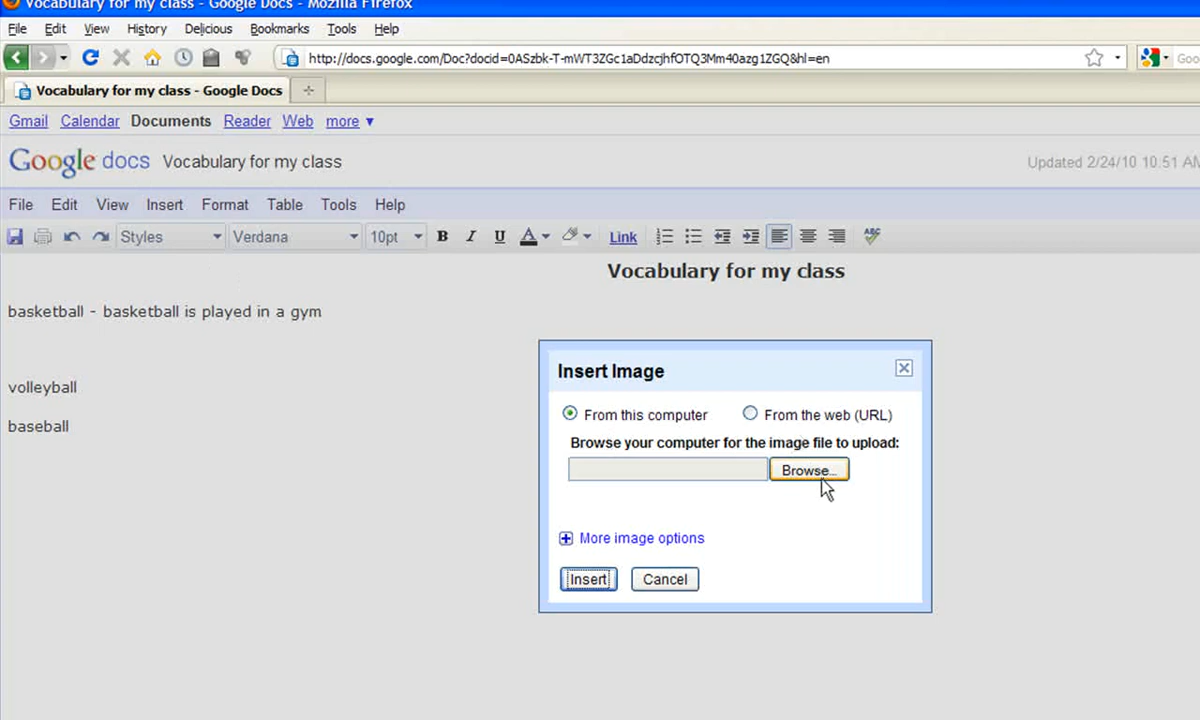 Vocabulary for my class - Google Docs - Mozilla Firefox
File Edit View History Delicious Bookmarks Tools Help
http://docs.google.com/Doc?docid=0ASzbk-T-mWT3ZGc1aDdzcjhfOTQ3Mm40azg1ZGQ&hl=en Goo
Vocabulary for my class - Google Docs
Gmail Calendar Documents Reader Web more ▼
Google docs Vocabulary for my class Updated 2/24/10 10:51 AM
File Edit View Insert Format Table Tools Help
Styles Verdana 10pt B I U A Link ABC
Vocabulary for my class
basketball - basketball is played in a gym
volleyball
baseball
Insert Image
From this computer From the web (URL)
Browse your computer for the image file to upload:
Browse...
More image options
Insert Cancel